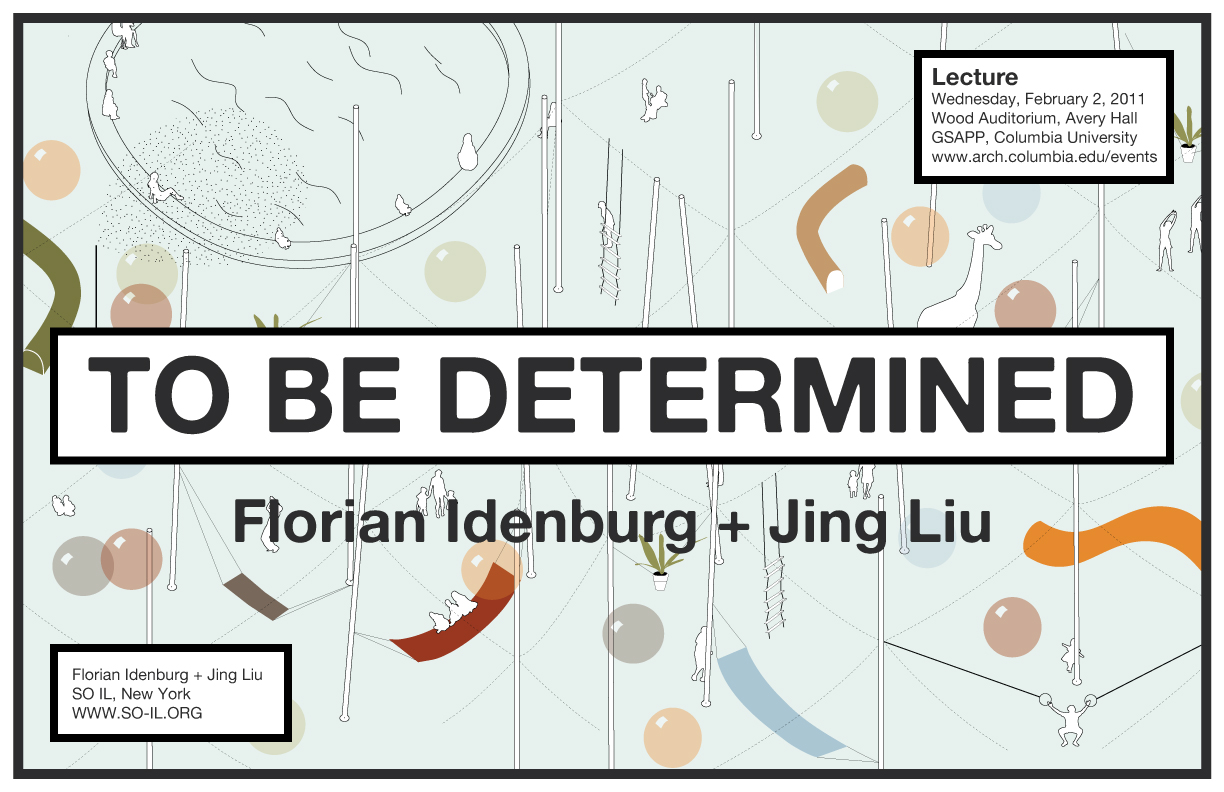 Lecture
Wednesday, February 2, 2011
Wood Auditorium, Avery Hall
GSAPP, Columbia University
www.arch.columbia.edu/events
TO BE DETERMINED
Florian Idenburg + Jing Liu
Florian Idenburg + Jing Liu
SO IL, New York
WWW.SO-IL.ORG